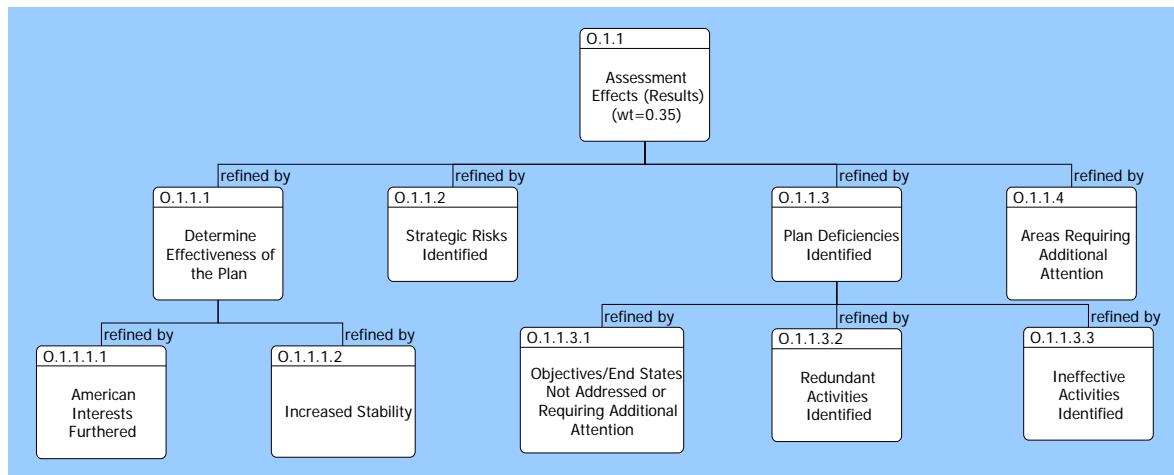 O.1.1
Assessment
Effects (Results)
(wt=0.35)
refined by
refined by
refined by
refined by
O.1.1.1
Determine
Effectiveness of
the Plan
O.1.1.2
Strategic Risks
Identified
O.1.1.3
Plan Deficiencies
Identified
O.1.1.4
Areas Requiring
Additional
Attention
refined by
refined by
refined by
refined by
refined by
O.1.1.1.1
American
Interests
Furthered
O.1.1.1.2
Increased Stability
O.1.1.3.1
Objectives/End States
Not Addressed or
Requiring Additional
Attention
O.1.1.3.2
Redundant
Activities
Identified
O.1.1.3.3
Ineffective
Activities
Identified